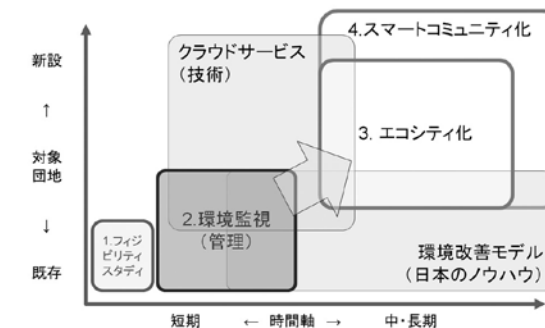 4.スマートコミュニティ化
クラウドサービス
(技術)
新設
↑
対象
団地
↓
既存
3. エコシティ化
2.環境監視
(管理)
1.フィジ
ビリティ
スタディ
環境改善モデル
(日本のノウハウ)
短期 ← 時間軸 → 中・長期